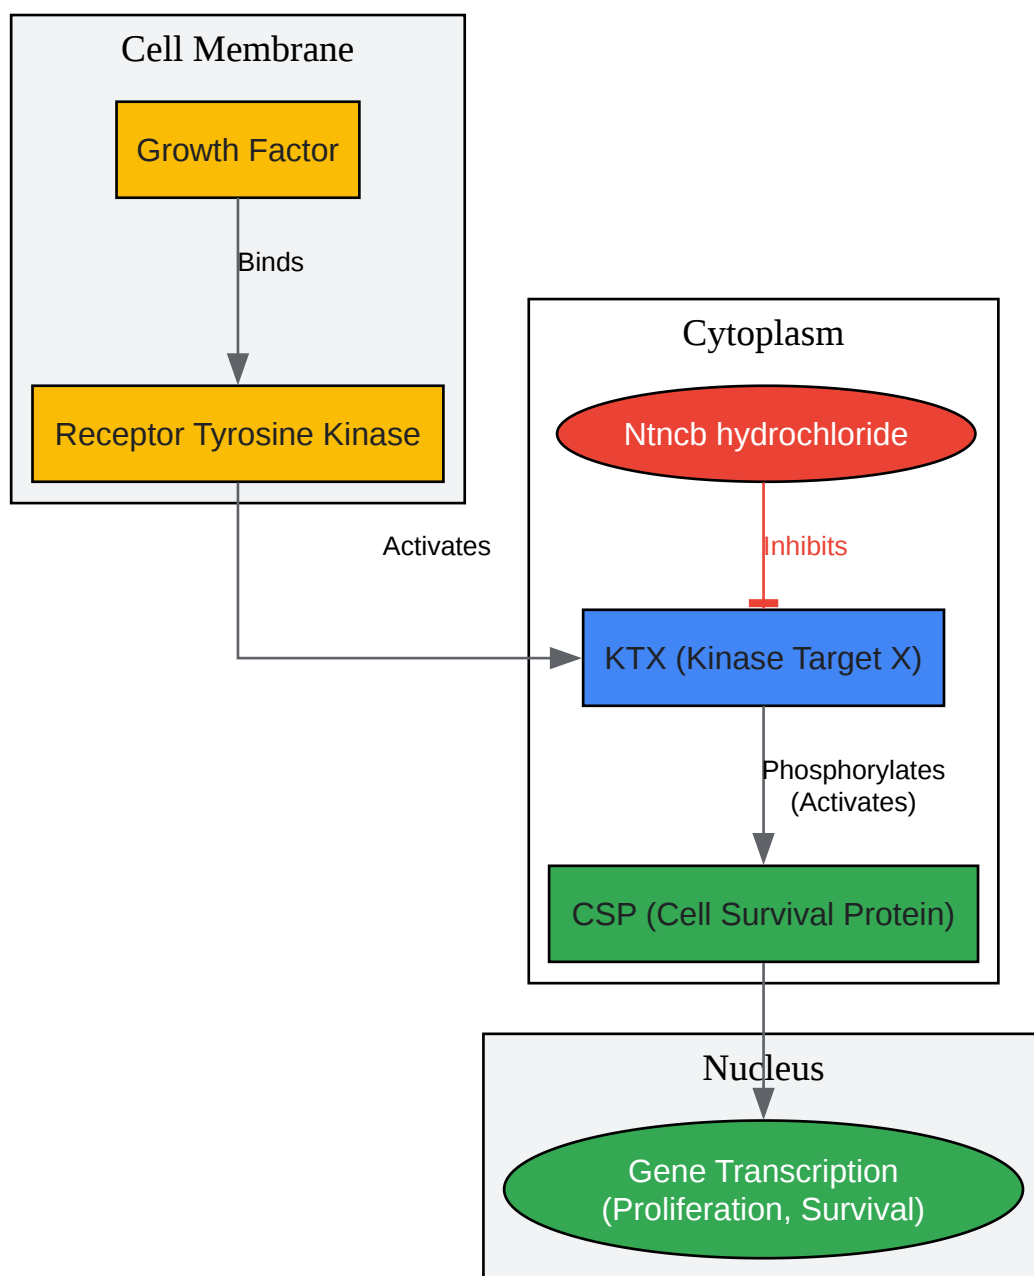 Cell Membrane
Growth Factor
Binds
Receptor Tyrosine Kinase
Activates
Cytoplasm
Ntncb hydrochloride
Inhibits
KTX (Kinase Target X)
Phosphorylates
(Activates)
CSP (Cell Survival Protein)
Nucleus
Gene Transcription
(Proliferation, Survival)